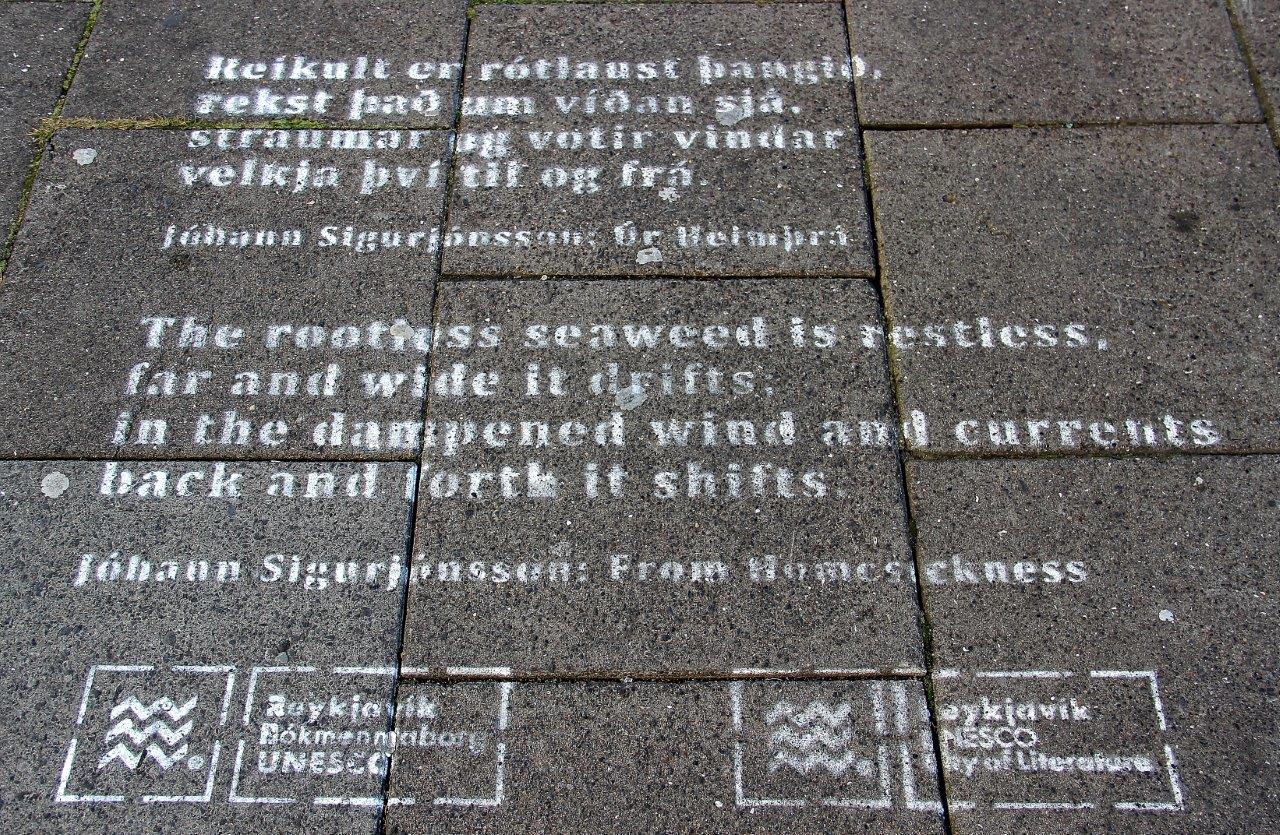 Reikult er rótlaust þangið,
rekst það um víðan sjá,
straumar og votir vindar
velkja því til og frá.
Jóhann Sigurjónsson: Úr Heimþrá
The rootless seaweed is restless,
far and wide it drifts;
in the dampened wind and currents
back and forth it shifts.
Jóhann Sigurjónsson: From Homesickness
Reykjavík
Bókmenntaborg
UNESCO
Reykjavík
UNESCO
City of Literature